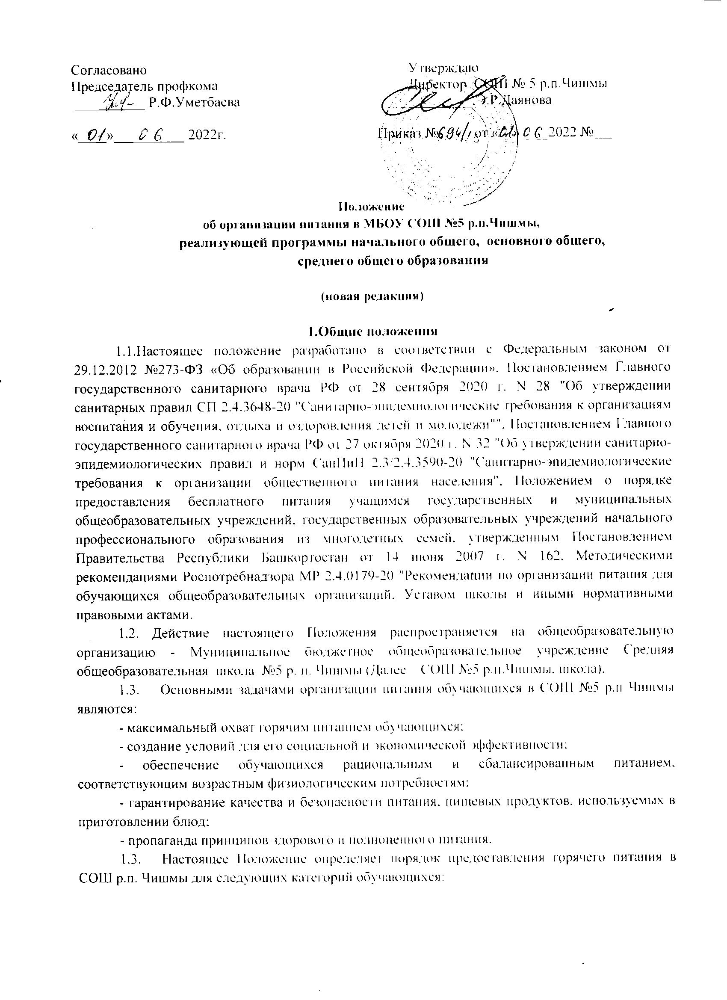 Согласовано
Председатель профкома
Р.Ф.Уметбаева
«01» 06 2022г.
Утверждаю
Директор СОШ № 5 р.п.Чишмы
.Р.Даянова
Приказ №694/1 от «01» 06 2022 №___
Положение
об организации питания в МБОУ СОШ №5 р.п.Чишмы,
реализующей программы начального общего, основного общего,
среднего общего образования
(новая редакция)
1.Общие положения
1.1.Настоящее положение разработано в соответствии с Федеральным законом от
29.12.2012 №273-ФЗ «Об образовании в Российской Федерации», Постановлением Главного
государственного санитарного врача РФ от 28 сентября 2020 г. N 28 "Об утверждении
санитарных правил СП 2.4.3648-20 "Санитарно-эпидемиологические требования к организациям
воспитания и обучения, отдыха и оздоровления детей и молодежи"", Постановлением Главного
государственного санитарного врача РФ от 27 октября 2020 г. N 32 "Об утверждении санитарно-
эпидемиологических правил и норм СанПиН 2.3/2.4.3590-20 "Санитарно-эпидемиологические
требования к организации общественного питания населения", Положением о порядке
предоставления бесплатного питания учащимся государственных и муниципальных
общеобразовательных учреждений, государственных образовательных учреждений начального
профессионального образования из многодетных семей, утвержденным Постановлением
Правительства Республики Башкортостан от 14 июня 2007 г. N 162, Методическими
рекомендациями Роспотребнадзора МР 2.4.0179-20 "Рекомендации по организации питания для
обучающихся общеобразовательных организаций, Уставом школы и иными нормативными
правовыми актами.
1.2. Действие настоящего Положения распространяется на общеобразовательную
организацию - Муниципальное бюджетное общеобразовательное учреждение Средняя
общеобразовательная школа №5 р. п. Чишмы (Далее СОШ №5 р.п.Чишмы, школа).
1.3. Основными задачами организации питания обучающихся в СОШ №5 р.п Чишмы
являются:
- максимальный охват горячим питанием обучающихся;
- создание условий для его социальной и экономической эффективности;
- обеспечение обучающихся рациональным и сбалансированным питанием,
соответствующим возрастным физиологическим потребностям;
- гарантирование качества и безопасности питания, пищевых продуктов, используемых в
приготовлении блюд;
- пропаганда принципов здорового и полноценного питания.
1.3. Настоящее Положение определяет порядок предоставления горячего питания в
СОШ р.п. Чишмы для следующих категорий обучающихся: